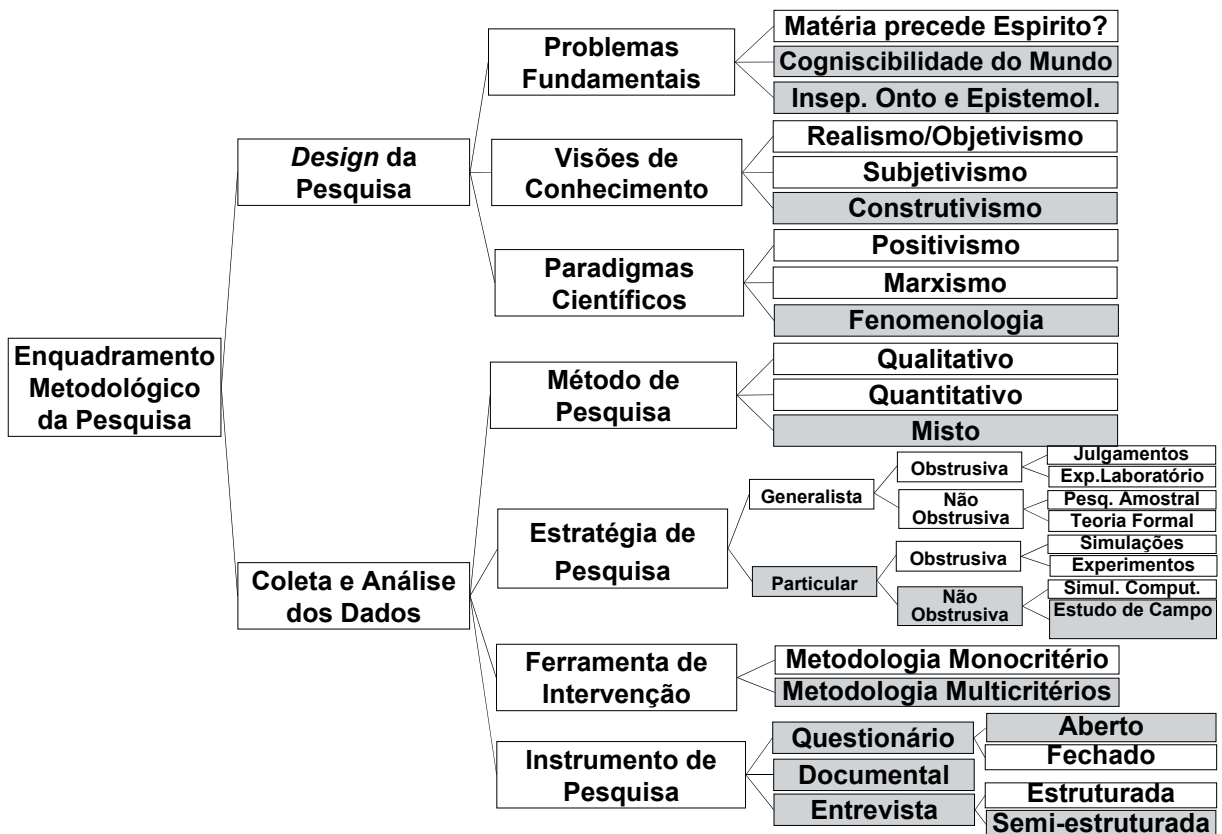 Enquadramento
Metodológico
da Pesquisa
Design da
Pesquisa
Problemas
Fundamentais
Matéria precede Espirito?
Cogniscibilidade do Mundo
Insep. Onto e Epistemol.
Visões de
Conhecimento
Realismo/Objetivismo
Subjetivismo
Construtivismo
Paradigmas
Científicos
Positivismo
Marxismo
Fenomenologia
Coleta e Análise
dos Dados
Método de
Pesquisa
Qualitativo
Quantitativo
Misto
Estratégia de
Pesquisa
Generalista
Obstrusiva
Julgamentos
Exp.Laboratório
Não
Obstrusiva
Pesq. Amostral
Teoria Formal
Particular
Obstrusiva
Simulações
Experimentos
Não
Obstrusiva
Simul. Comput.
Estudo de Campo
Ferramenta de
Intervenção
Metodologia Monocritério
Metodologia Multicritérios
Instrumento de
Pesquisa
Questionário
Aberto
Fechado
Documental
Entrevista
Estruturada
Semi-estruturada